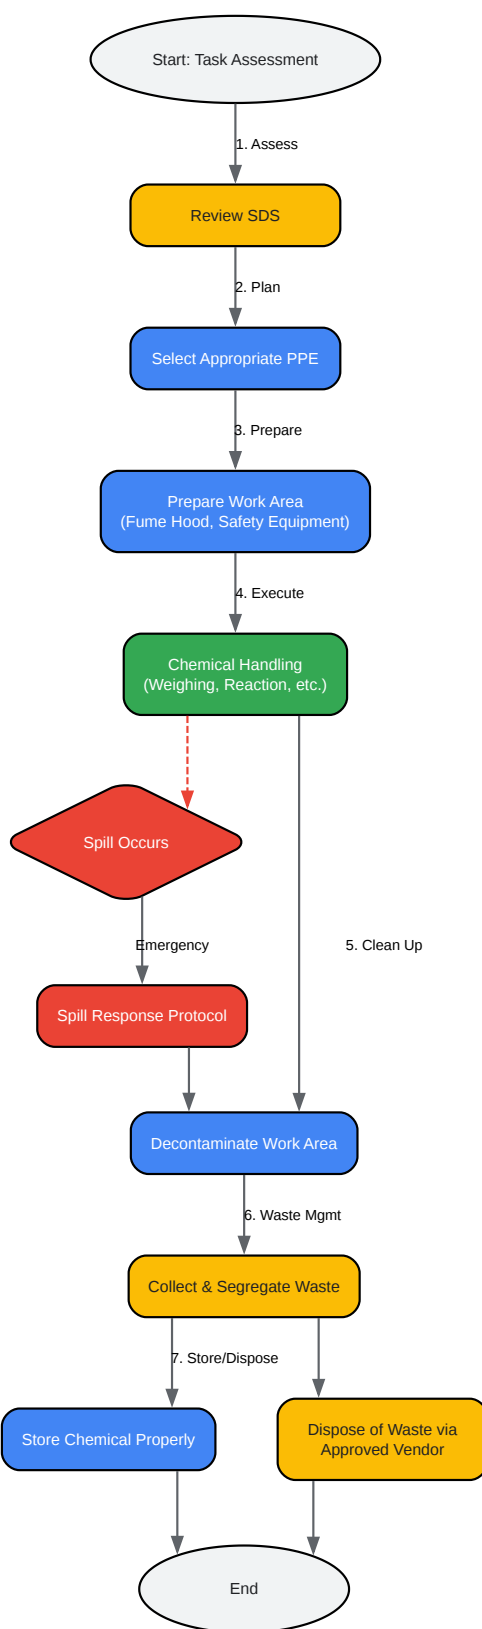 Start: Task Assessment
1. Assess
Review SDS
2. Plan
Select Appropriate PPE
3. Prepare
Prepare Work Area
(Fume Hood, Safety Equipment)
4. Execute
Chemical Handling
(Weighing, Reaction, etc.)
Spill Occurs
Emergency
5. Clean Up
Spill Response Protocol
Decontaminate Work Area
6. Waste Mgmt
Collect & Segregate Waste
7. Store/Dispose
Store Chemical Properly
Dispose of Waste via
Approved Vendor
End